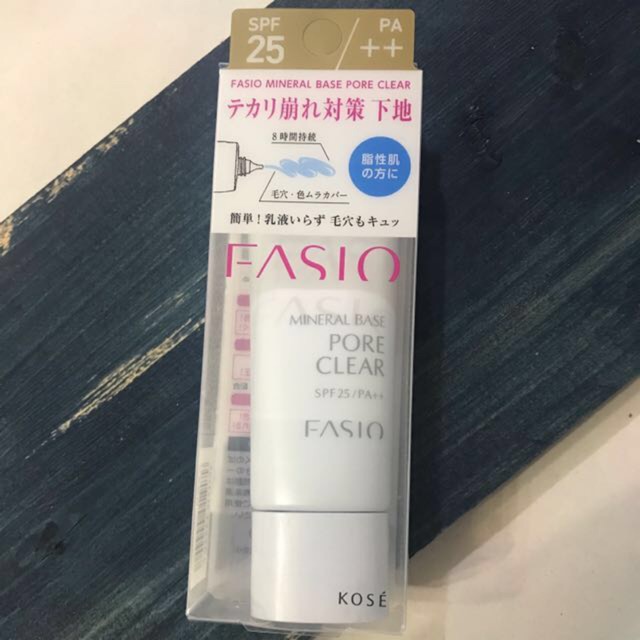 SPF
25
PA
++
FASIO MINERAL BASE PORE CLEAR
テカリ崩れ対策 下地
8時間持続
毛穴・色ムラカバー
脂性肌
の方に
簡単!乳液いらず 毛穴もキュッ
FASIO
MINERAL BASE
PORE
CLEAR
SPF25/PA++
FASIO
KOSÉ